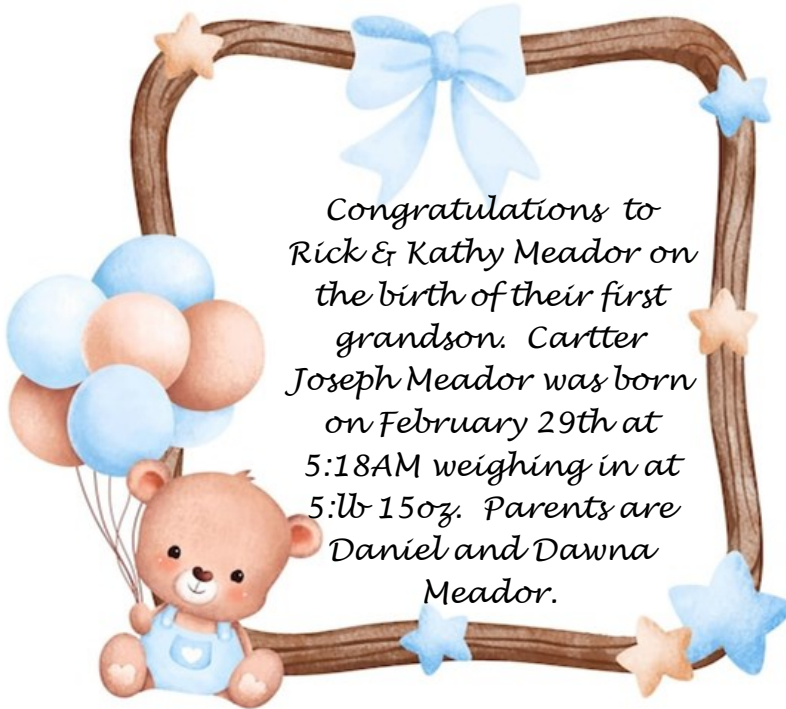 Congratulations to
Rick & Kathy Meador on
the birth of their first
grandson. Cartter
Joseph Meador was born
on February 29th at
5:18AM weighing in at
5:lb 15oz. Parents are
Daniel and Dawna
Meador.